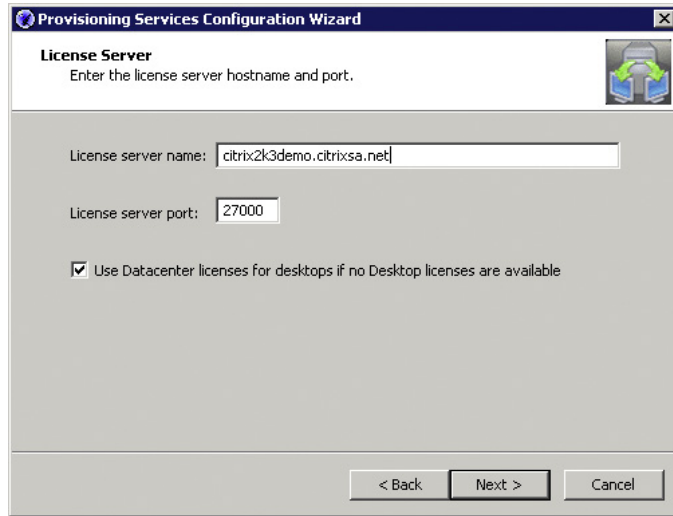 Provisioning Services Configuration Wizard
License Server
Enter the license server hostname and port.
License server name: citrix2k3demo.citrixsa.net
License server port: 27000
Use Datacenter licenses for desktops if no Desktop licenses are available
< Back Next > Cancel